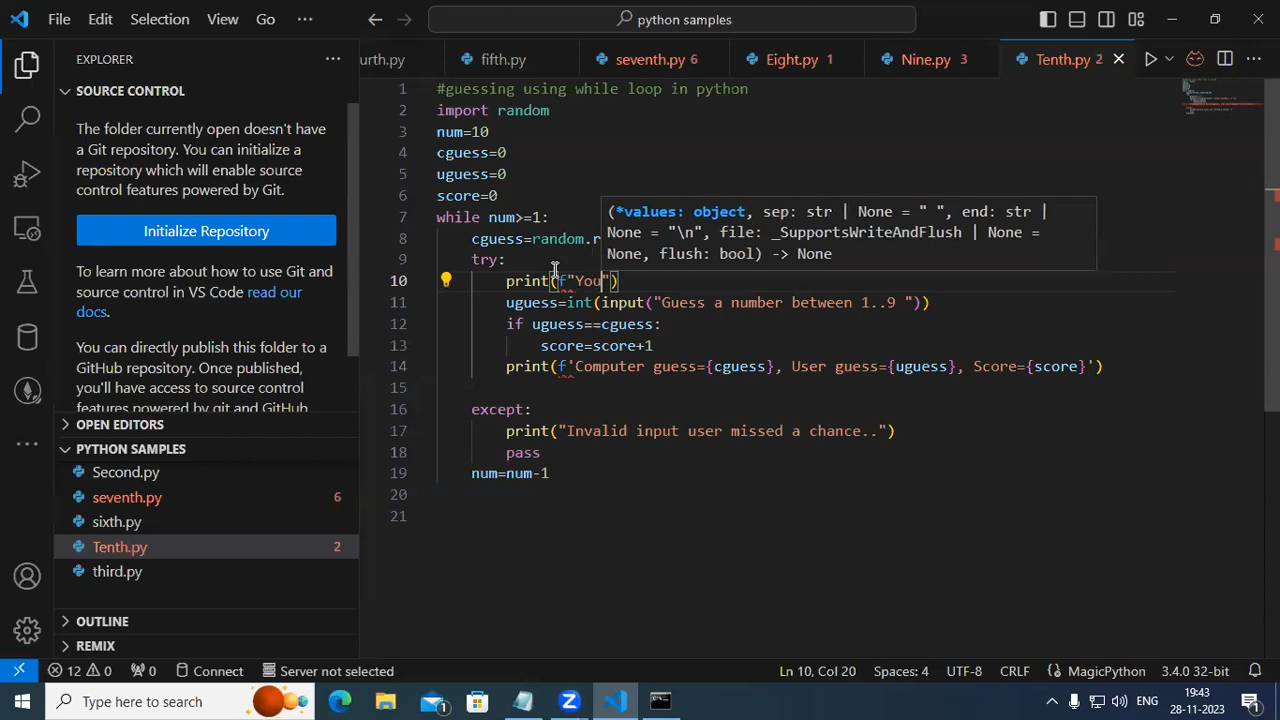 File Edit Selection View Go ··· python samples
EXPLORER
SOURCE CONTROL
The folder currently open doesn't have
a Git repository. You can initialize a
repository which will enable source
control features powered by Git.
Initialize Repository
To learn more about how to use Git and
source control in VS Code read our
docs.
You can directly publish this folder to a
GitHub repository. Once published,
you'll have access to source control
features powered by git and GitHub
OPEN EDITORS
PYTHON SAMPLES
Second.py
seventh.py 6
sixth.py
Tenth.py 2
third.py
OUTLINE
REMIX
urth.py fifth.py seventh.py 6 Eight.py 1 Nine.py 3 Tenth.py 2
1 #guessing using while loop in python
2 import random
3 num=10
4 cguess=0
5 uguess=0
6 score=0
7 while num>=1:
8 cguess=random.r
9 try:
10 print(f"You")
11 uguess=int(input("Guess a number between 1..9 "))
12 if uguess==cguess:
13 score=score+1
14 print(f'Computer guess={cguess}, User guess={uguess}, Score={score}')
15
16 except:
17 print("Invalid input user missed a chance..")
18 pass
19 num=num-1
20
21
(*values: object, sep: str | None = " ", end: str |
None = "\n", file: _SupportsWriteAndFlush | None =
None, flush: bool) -> None
12 0 0 Connect Server not selected Ln 10, Col 20 Spaces: 4 UTF-8 CRLF MagicPython 3.4.0 32-bit
Type here to search 1 ENG 19:43 28-11-2023 1